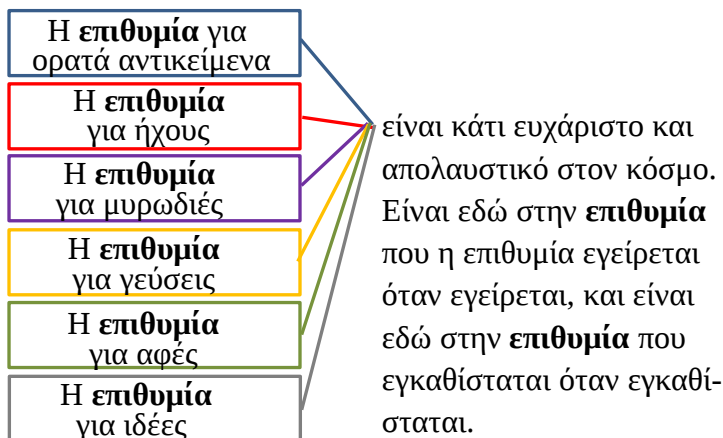 Η επιθυμία για
ορατά αντικείμενα
Η επιθυμία
για ήχους
Η επιθυμία
για μυρωδιές
Η επιθυμία
για γεύσεις
Η επιθυμία
για αφές
Η επιθυμία
για ιδέες
είναι κάτι ευχάριστο και
απολαυστικό στον κόσμο.
Είναι εδώ στην επιθυμία
που η επιθυμία εγείρεται
όταν εγείρεται, και είναι
εδώ στην επιθυμία που
εγκαθίσταται όταν εγκαθί-
σταται.